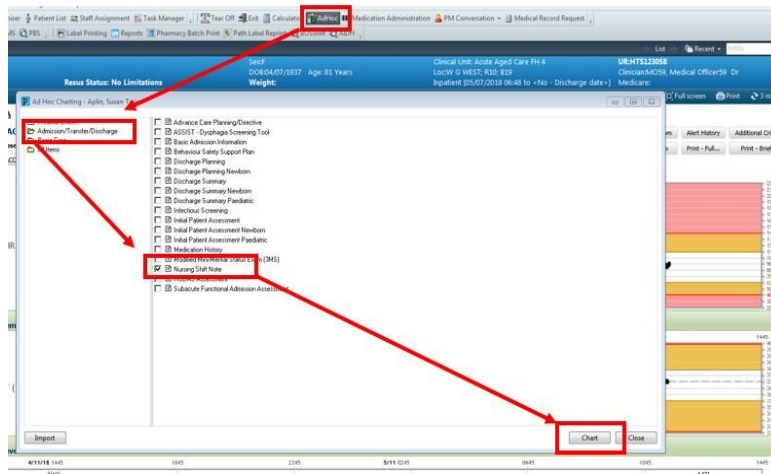 Patient List Staff Assignment Task Manager Tear Off Exit Calculator AdHoc Medication Administration PM Conversation Medical Record Request
PBS Label Printing Reports Pharmacy Batch Print Path Label Reprint
List Recent
Sex:F Clinical Unit: Acute Aged Care FH 4 UR:HTS123058
DOB:04/07/1937 Age: 81 Years Loc:W G WEST; R10; B19 Clinician:MO59, Medical Officer59 Dr
Resus Status: No Limitations Weight: Inpatient [05/07/2018 06:48 to <No - Discharge date>] Medicare:
Full screen Print 3 m
Ad Hoc Charting - Aplin, Susan
Alert History Additional Cri
Print - Full... Print - Brief
Admission/Transfer/Discharge
Items
Advance Care Planning/Directive
ASSIST - Dysphagia Screening Tool
Basic Admission Information
Behaviour Safety Support Plan
Discharge Planning
Discharge Planning Newborn
Discharge Summary
Discharge Summary Newborn
Discharge Summary Paediatric
Infectious Screening
Initial Patient Assessment
Initial Patient Assessment Newborn
Initial Patient Assessment Paediatric
Medication History
Modified Mini Mental Status Exam (3MS)
Nursing Shift Note
Subacute Functional Admission Assessment
1445
Import Chart Close
4/11/18 1445 1845 2245 5/11 0245 0645 1045 1445